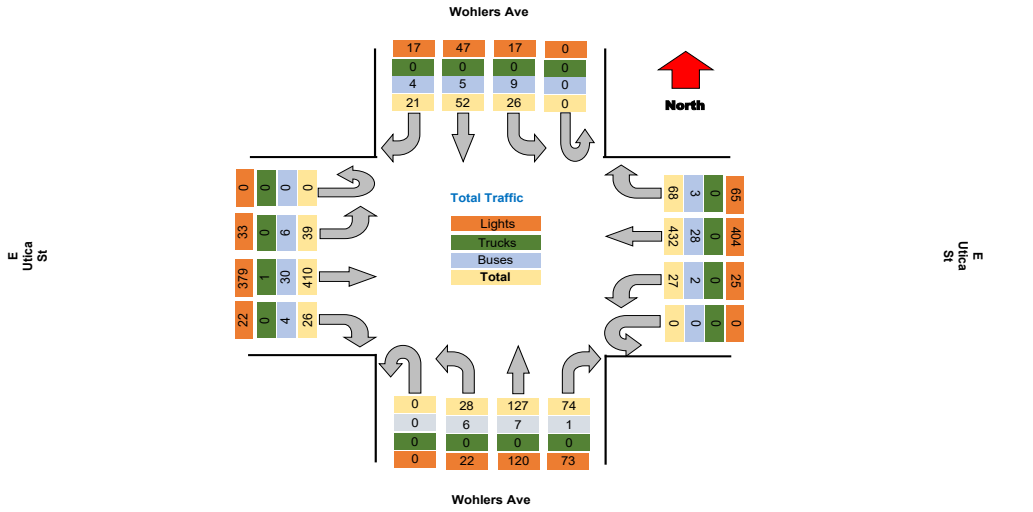 Wohlers Ave
17 47 17 0
0 0 0 0
4 5 9 0
21 52 26 0
North
0 0 0 0
33 0 6 39
379 1 30 410
22 0 4 26
E
Utica
St
Total Traffic
Lights
Trucks
Buses
Total
68 3 0 65
432 28 0 404
27 2 0 25
0 0 0 0
E
Utica
St
0 28 127 74
0 6 7 1
0 0 0 0
0 22 120 73
Wohlers Ave